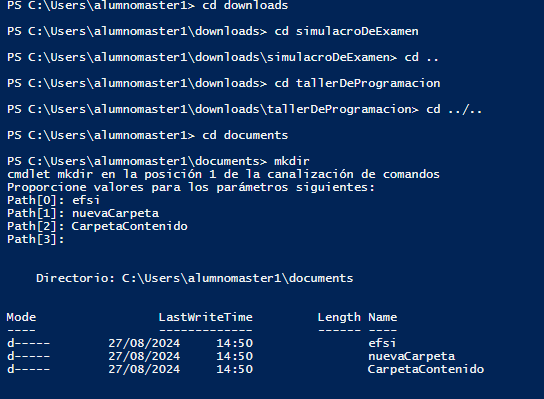 PS C:\Users\alumnomaster1> cd downloads
PS C:\Users\alumnomaster1\downloads> cd simulacroDeExamen
PS C:\Users\alumnomaster1\downloads\simulacroDeExamen> cd ..
PS C:\Users\alumnomaster1\downloads> cd tallerDeProgramacion
PS C:\Users\alumnomaster1\downloads\tallerDeProgramacion> cd ../..
PS C:\Users\alumnomaster1> cd documents
PS C:\Users\alumnomaster1\documents> mkdir
cmdlet mkdir en la posición 1 de la canalización de comandos
Proporcione valores para los parámetros siguientes:
Path[0]: efsi
Path[1]: nuevaCarpeta
Path[2]: CarpetaContenido
Path[3]:
    Directorio: C:\Users\alumnomaster1\documents
Mode                 LastWriteTime         Length Name
----                 -------------         ------ ----
d-----        27/08/2024     14:50                efsi
d-----        27/08/2024     14:50                nuevaCarpeta
d-----        27/08/2024     14:50                CarpetaContenido